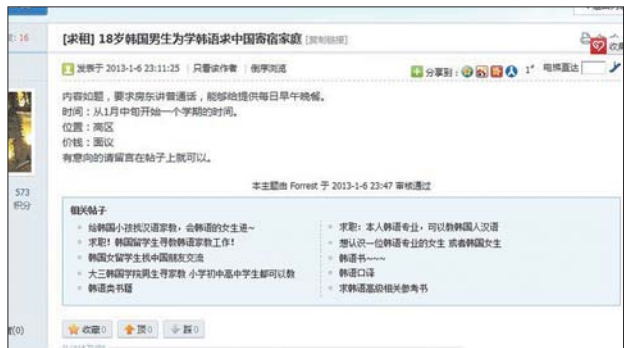 [求租] 18岁韩国男生为学韩语求中国寄宿家庭 [复制链接]
发表于 2013-1-6 23:11:25 | 只看该作者 | 倒序浏览
分享到:
1#
电梯直达
内容如题，要求房东讲普通话，能够给提供每日早午晚餐。
时间：从1月中旬开始一个学期的时间。
位置：高区
价钱：面议
有意向的请留言在帖子上就可以。
本主题由 Forrest 于 2013-1-6 23:47 审核通过
573
积分
相关帖子
给韩国小孩找汉语家教，会韩语的女生进~
求职！韩国留学生寻教韩语家教工作！
韩国女留学生找中国朋友交流
大三韩国学院男生寻家教 小学初中高中学生都可以教
韩语类书籍
求职：本人韩语专业，可以教韩国人汉语
想认识一位韩语专业的女生 或者韩国女生
韩语书~~~
韩语口译
求韩语高级相关参考书
收藏0
顶0
踩0